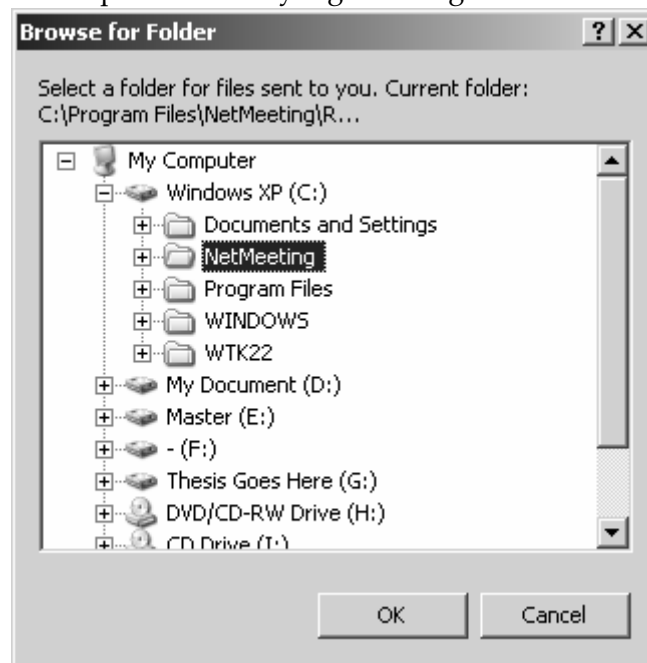 Browse for Folder
Select a folder for files sent to you. Current folder:
C:\Program Files\NetMeeting\R...
My Computer
Windows XP (C:)
Documents and Settings
NetMeeting
Program Files
WINDOWS
WTK22
My Document (D:)
Master (E:)
- (F:)
Thesis Goes Here (G:)
DVD/CD-RW Drive (H:)
CD Drive (I:)
OK Cancel